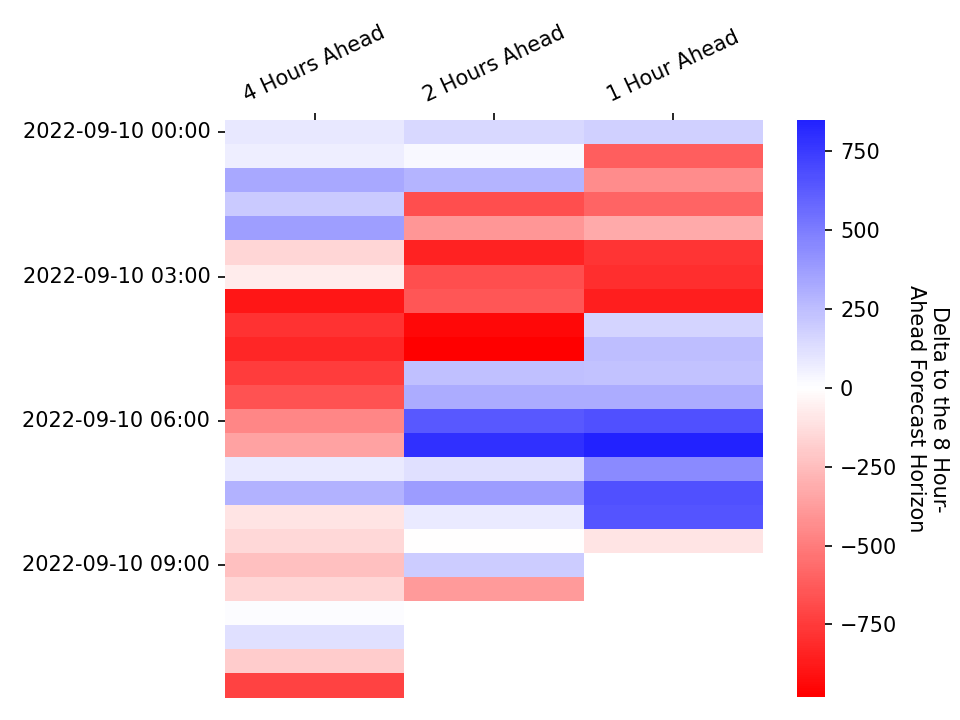 4 Hours Ahead
2 Hours Ahead
1 Hour Ahead
2022-09-10 00:00
2022-09-10 03:00
2022-09-10 06:00
2022-09-10 09:00
750
500
250
0
−250
−500
−750
Delta to the 8 Hour-
Ahead Forecast Horizon